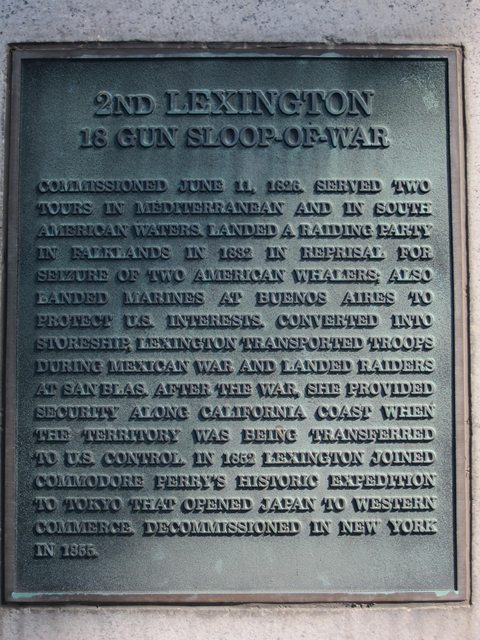 2ND LEXINGTON
18 GUN SLOOP-OF-WAR
COMMISSIONED JUNE 11, 1826. SERVED TWO
TOURS IN MEDITERRANEAN AND IN SOUTH
AMERICAN WATERS. LANDED A RAIDING PARTY
IN FALKLANDS IN 1832 IN REPRISAL FOR
SEIZURE OF TWO AMERICAN WHALERS; ALSO
LANDED MARINES AT BUENOS AIRES TO
PROTECT U.S. INTERESTS. CONVERTED INTO
STORESHIP, LEXINGTON TRANSPORTED TROOPS
DURING MEXICAN WAR AND LANDED RAIDERS
AT SAN BLAS. AFTER THE WAR, SHE PROVIDED
SECURITY ALONG CALIFORNIA COAST WHEN
THE TERRITORY WAS BEING TRANSFERRED
TO U.S. CONTROL. IN 1852 LEXINGTON JOINED
COMMODORE PERRY'S HISTORIC EXPEDITION
TO TOKYO THAT OPENED JAPAN TO WESTERN
COMMERCE. DECOMMISSIONED IN NEW YORK
IN 1855.